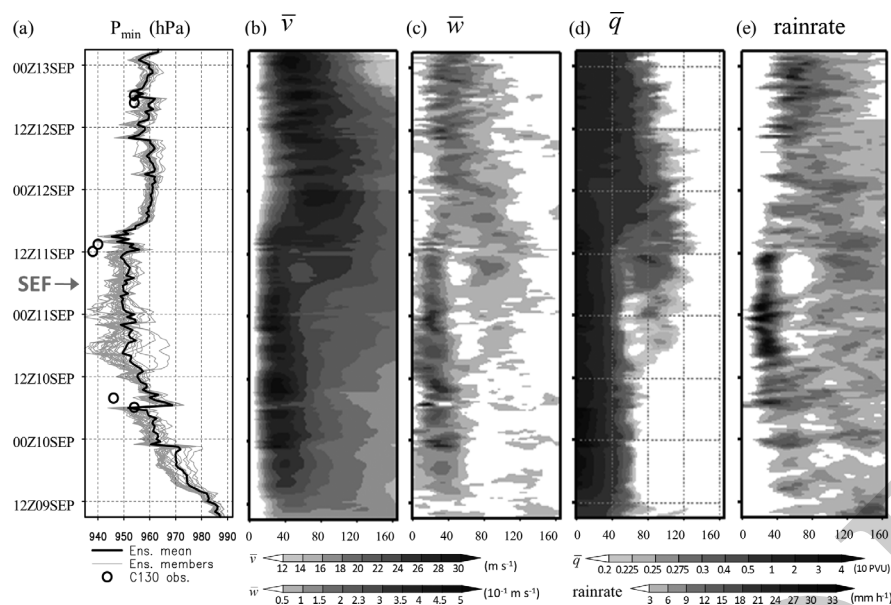 (a) P min (hPa) (b) v̅ (c) w̅ (d) q̅ (e) rainrate
00Z13SEP
12Z12SEP
00Z12SEP
12Z11SEP
SEF
00Z11SEP
12Z10SEP
00Z10SEP
12Z09SEP
940 950 960 970 980 990 0 40 80 120 160 0 40 80 120 160 0 40 80 120 160 0 40 80 120 160
Ens. mean
Ens. members
C130 obs.
v̅ 12 14 16 18 20 22 24 26 28 30 (m s⁻¹)
w̅ 0.5 1 1.5 2 2.3 3 3.5 4 4.5 5 (10⁻¹ m s⁻¹)
q̅ 0.2 0.225 0.25 0.275 0.3 0.4 0.5 1 2 3 4 (10 PVU)
rainrate 3 6 9 12 15 18 21 24 27 30 33 (mm h⁻¹)